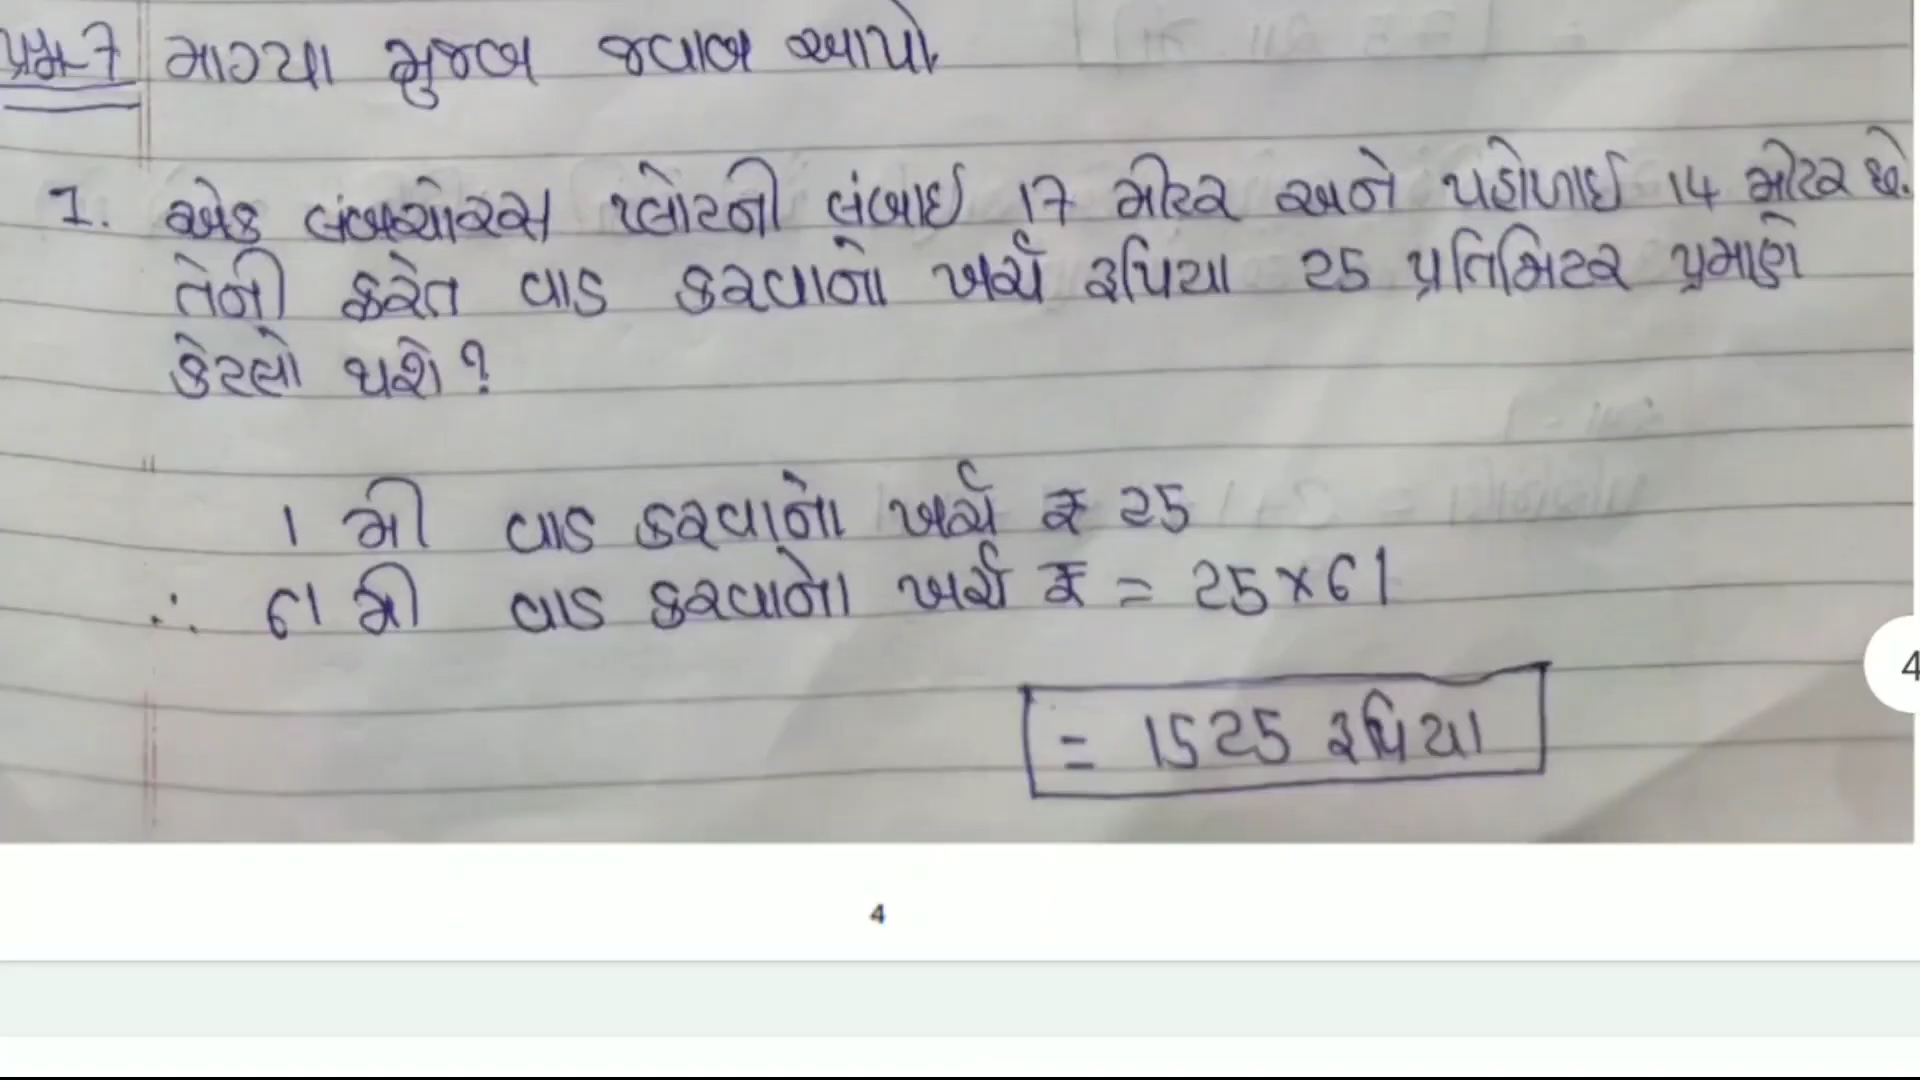 પ્રશ્ન-7 માગ્યા મુજબ જવાબ આપો
1. એક લંબચોરસ પ્લોટની લંબાઈ 17 મીટર અને પહોળાઈ 14 મીટર છે.
તેની ફરતે વાડ કરવાનો ખર્ચ રૂપિયા 25 પ્રતિમિટર પ્રમાણે
કેટલો થશે?
1 મી વાડ કરવાનો ખર્ચ ₹ 25
∴ 61 મી વાડ કરવાનો ખર્ચ ₹ = 25×61
= 1525 રૂપિયા
4
4